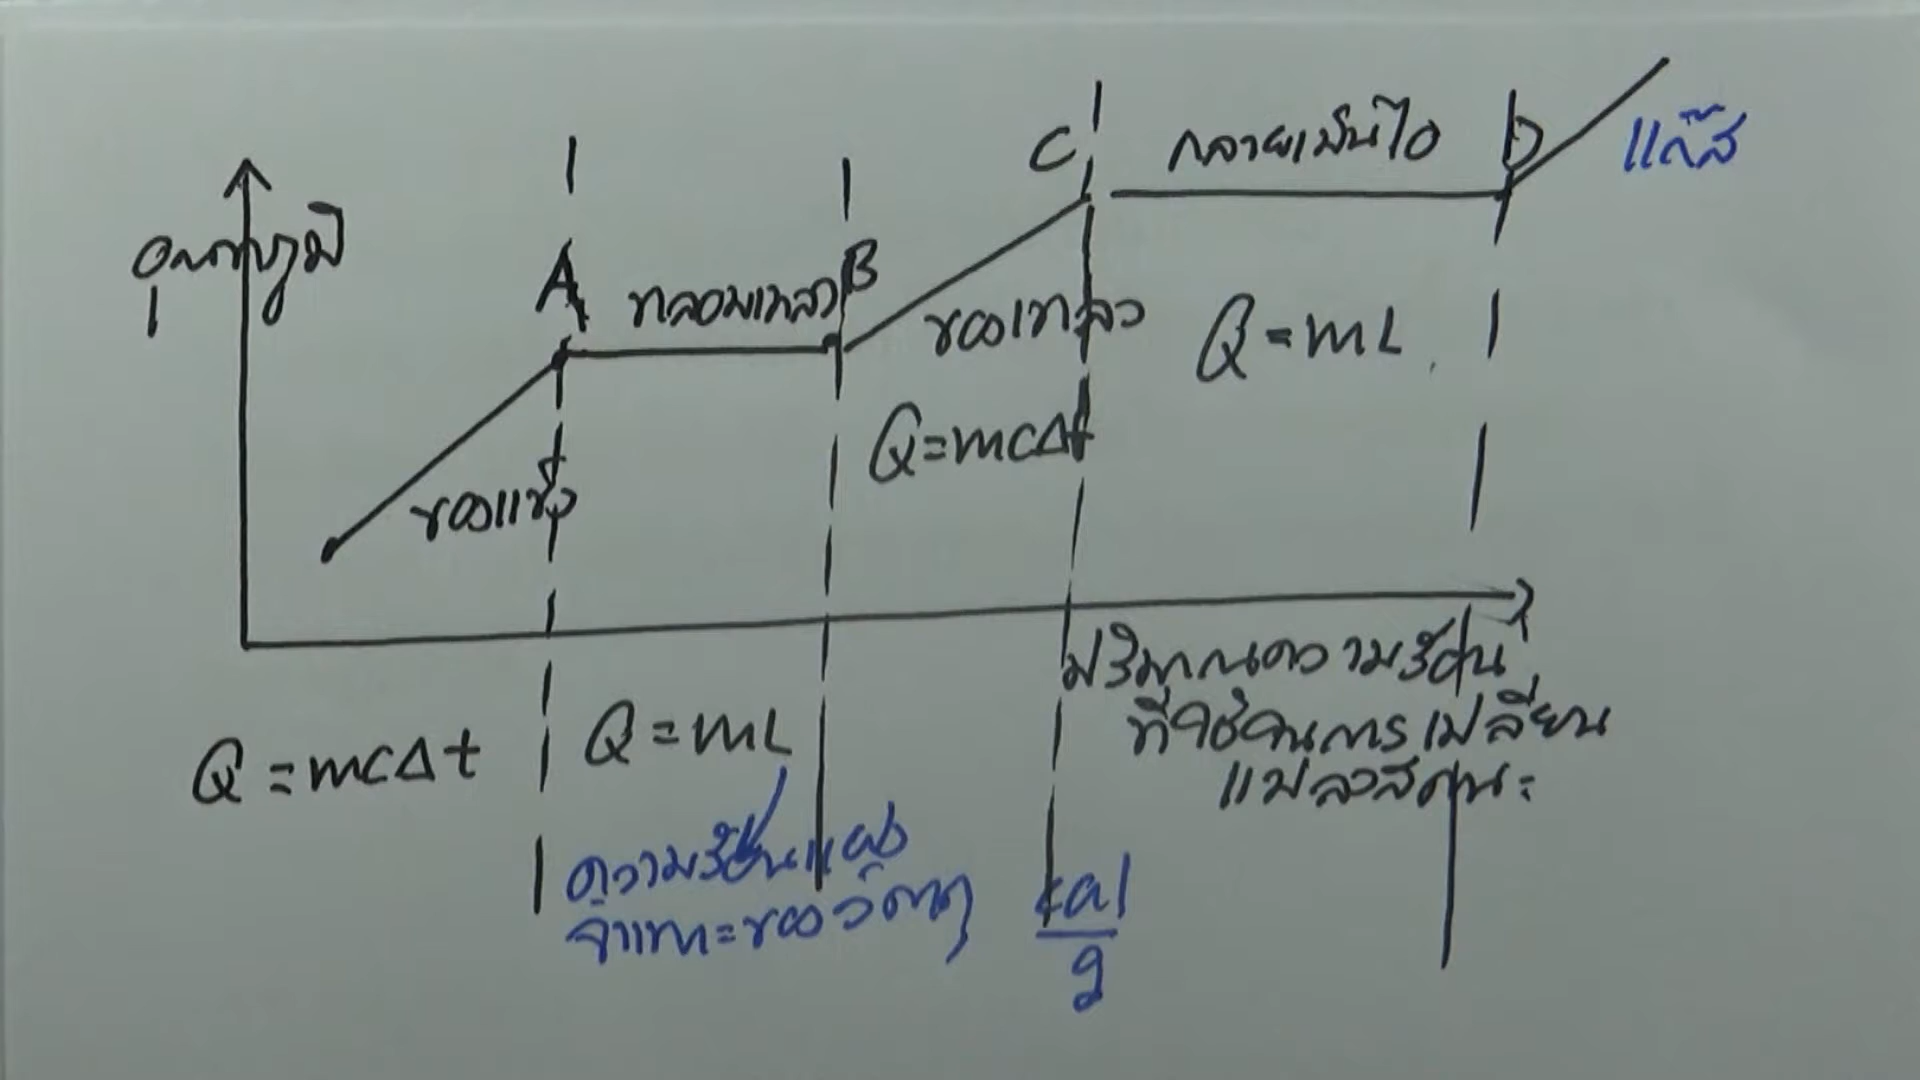 C
กลายเป็นไอ
D
แก๊ส
อุณหภูมิ
A
หลอมเหลว
B
ของเหลว
Q = mL
Q = mcΔt
ของแข็ง
ปริมาณความร้อน
ที่ใช้ในการเปลี่ยน
แปลงสถานะ
Q = mcΔt
Q = mL
ความร้อนแฝง
จำเพาะของวัตถุ
cal
g